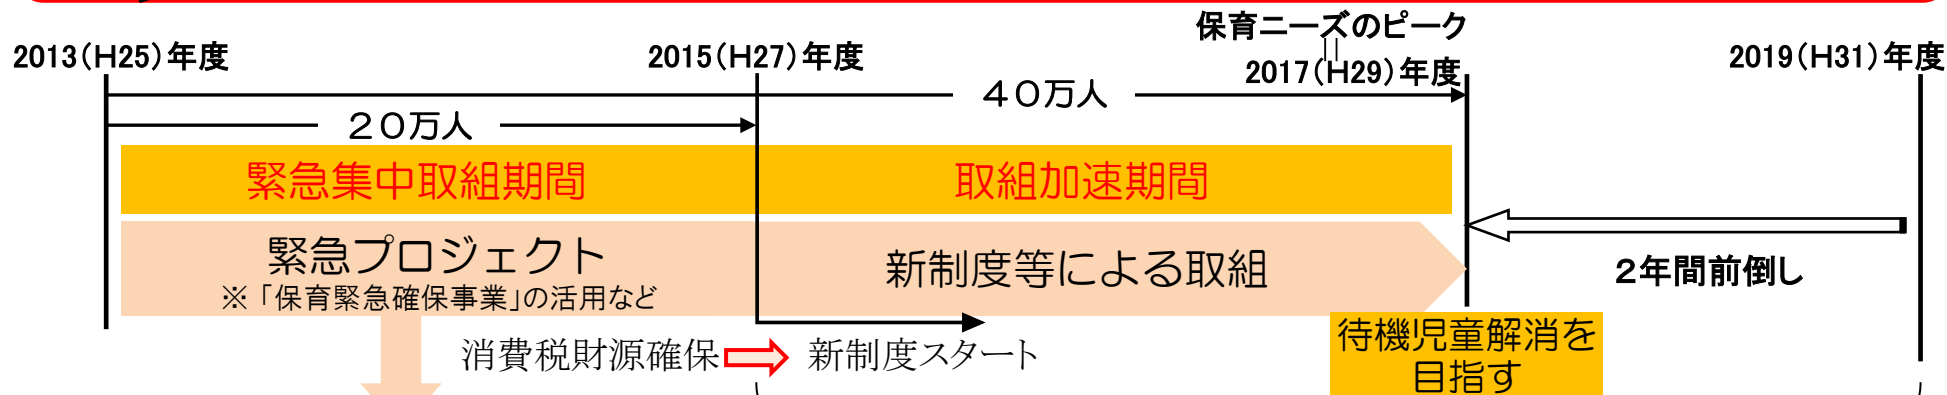 保育ニーズのピーク
||
2013(H25)年度
2015(H27)年度
2017(H29)年度
2019(H31)年度
40万人
20万人
緊急集中取組期間
取組加速期間
緊急プロジェクト
※「保育緊急確保事業」の活用など
新制度等による取組
2年間前倒し
消費税財源確保
新制度スタート
待機児童解消を
目指す